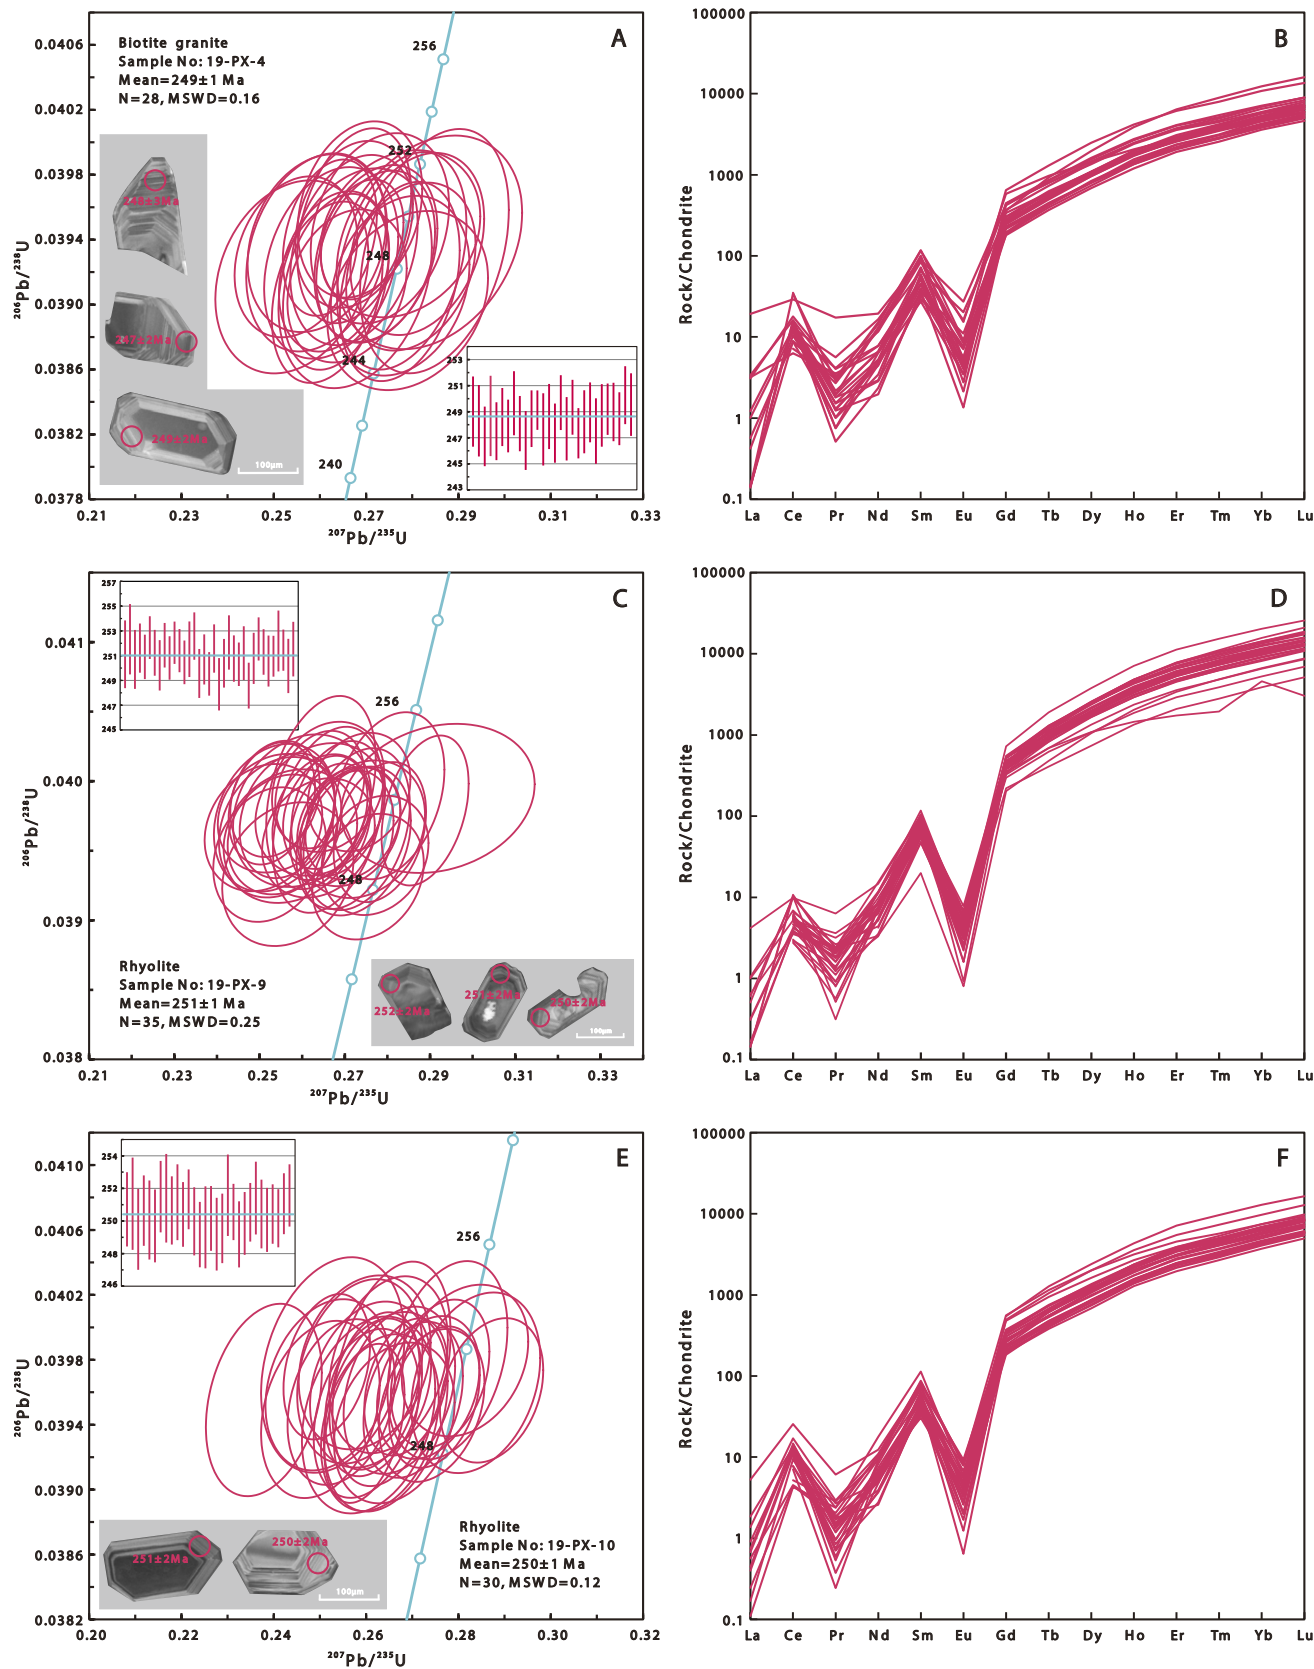 A
Biotite granite
Sample No: 19-PX-4
Mean=249±1 Ma
N=28, MSWD=0.16
256
252
248
244
240
248±3Ma
247±2Ma
249±2Ma
100μm
253
251
249
247
245
243
0.0406
0.0402
0.0398
0.0394
0.0390
0.0386
0.0382
0.0378
0.21 0.23 0.25 0.27 0.29 0.31 0.33
206Pb/238U
207Pb/235U
B
100000
10000
1000
100
10
1
0.1
Rock/Chondrite
La Ce Pr Nd Sm Eu Gd Tb Dy Ho Er Tm Yb Lu
C
257
255
253
251
249
247
245
256
248
Rhyolite
Sample No: 19-PX-9
Mean=251±1 Ma
N=35, MSWD=0.25
252±2Ma
251±2Ma
250±2Ma
100μm
0.041
0.040
0.039
0.038
0.21 0.23 0.25 0.27 0.29 0.31 0.33
206Pb/238U
207Pb/235U
D
100000
10000
1000
100
10
1
0.1
Rock/Chondrite
La Ce Pr Nd Sm Eu Gd Tb Dy Ho Er Tm Yb Lu
E
254
252
250
248
246
256
248
Rhyolite
Sample No: 19-PX-10
Mean=250±1 Ma
N=30, MSWD=0.12
251±2Ma
250±2Ma
100μm
0.0410
0.0406
0.0402
0.0398
0.0394
0.0390
0.0386
0.0382
0.20 0.22 0.24 0.26 0.28 0.30 0.32
206Pb/238U
207Pb/235U
F
100000
10000
1000
100
10
1
0.1
Rock/Chondrite
La Ce Pr Nd Sm Eu Gd Tb Dy Ho Er Tm Yb Lu